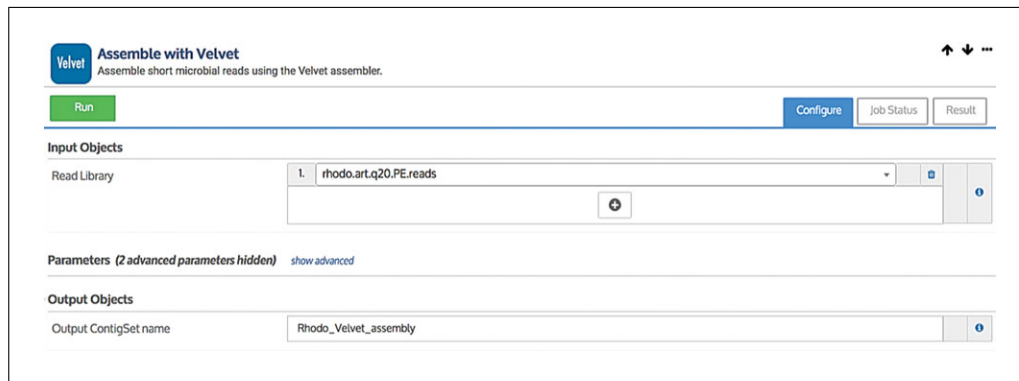 Velvet
Assemble with Velvet
Assemble short microbial reads using the Velvet assembler.
Run
Configure
Job Status
Result
Input Objects
Read Library
1. rhodo.art.q20.PE.reads
Parameters (2 advanced parameters hidden) show advanced
Output Objects
Output ContigSet name
Rhodo_Velvet_assembly